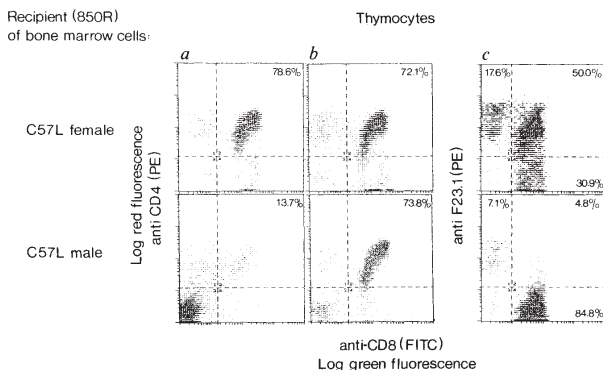 Recipient (850R)
of bone marrow cells:
Thymocytes
a
b
c
C57L female
C57L male
Log red fluorescence
anti CD4 (PE)
78.6%
72.1%
13.7%
73.8%
anti F23.1 (PE)
17.6%
50.0%
30.9%
7.1%
4.8%
84.8%
anti-CD8 (FITC)
Log green fluorescence